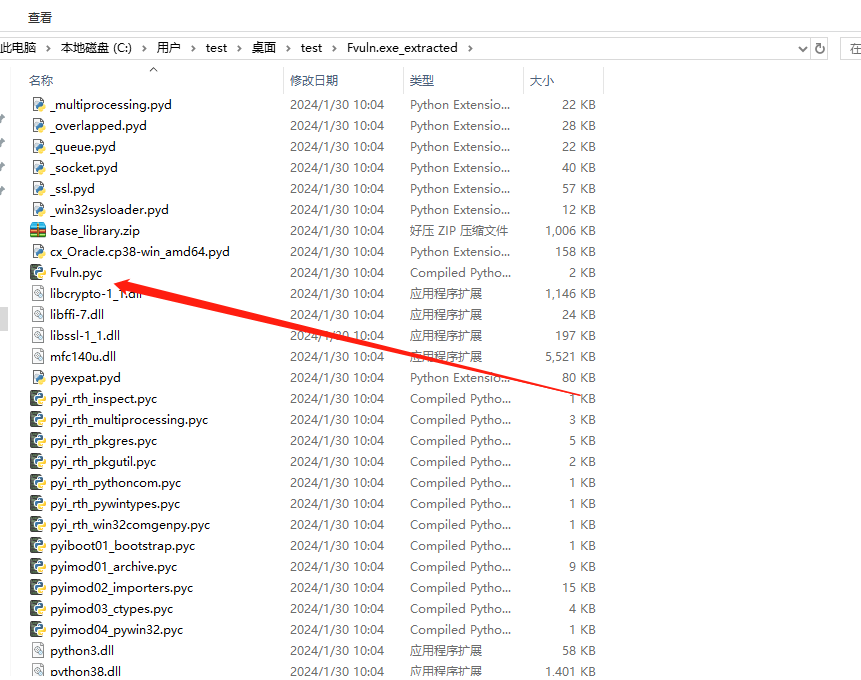 查看
此电脑 › 本地磁盘 (C:) › 用户 › test › 桌面 › test › Fvuln.exe_extracted › 在
名称 修改日期 类型 大小
_multiprocessing.pyd 2024/1/30 10:04 Python Extensio... 22 KB
_overlapped.pyd 2024/1/30 10:04 Python Extensio... 28 KB
_queue.pyd 2024/1/30 10:04 Python Extensio... 22 KB
_socket.pyd 2024/1/30 10:04 Python Extensio... 40 KB
_ssl.pyd 2024/1/30 10:04 Python Extensio... 57 KB
_win32sysloader.pyd 2024/1/30 10:04 Python Extensio... 12 KB
base_library.zip 2024/1/30 10:04 好压 ZIP 压缩文件 1,006 KB
cx_Oracle.cp38-win_amd64.pyd 2024/1/30 10:04 Python Extensio... 158 KB
Fvuln.pyc 2024/1/30 10:04 Compiled Pytho... 2 KB
libcrypto-1_1.dll 2024/1/30 10:04 应用程序扩展 1,146 KB
libffi-7.dll 2024/1/30 10:04 应用程序扩展 24 KB
libssl-1_1.dll 2024/1/30 10:04 应用程序扩展 197 KB
mfc140u.dll 2024/1/30 10:04 应用程序扩展 5,521 KB
pyexpat.pyd 2024/1/30 10:04 Python Extensio... 80 KB
pyi_rth_inspect.pyc 2024/1/30 10:04 Compiled Pytho... 1 KB
pyi_rth_multiprocessing.pyc 2024/1/30 10:04 Compiled Pytho... 3 KB
pyi_rth_pkgres.pyc 2024/1/30 10:04 Compiled Pytho... 5 KB
pyi_rth_pkgutil.pyc 2024/1/30 10:04 Compiled Pytho... 2 KB
pyi_rth_pythoncom.pyc 2024/1/30 10:04 Compiled Pytho... 1 KB
pyi_rth_pywintypes.pyc 2024/1/30 10:04 Compiled Pytho... 1 KB
pyi_rth_win32comgenpy.pyc 2024/1/30 10:04 Compiled Pytho... 1 KB
pyiboot01_bootstrap.pyc 2024/1/30 10:04 Compiled Pytho... 1 KB
pyimod01_archive.pyc 2024/1/30 10:04 Compiled Pytho... 9 KB
pyimod02_importers.pyc 2024/1/30 10:04 Compiled Pytho... 15 KB
pyimod03_ctypes.pyc 2024/1/30 10:04 Compiled Pytho... 4 KB
pyimod04_pywin32.pyc 2024/1/30 10:04 Compiled Pytho... 1 KB
python3.dll 2024/1/30 10:04 应用程序扩展 58 KB
python38.dll 2024/1/30 10:04 应用程序扩展 1,401 KB